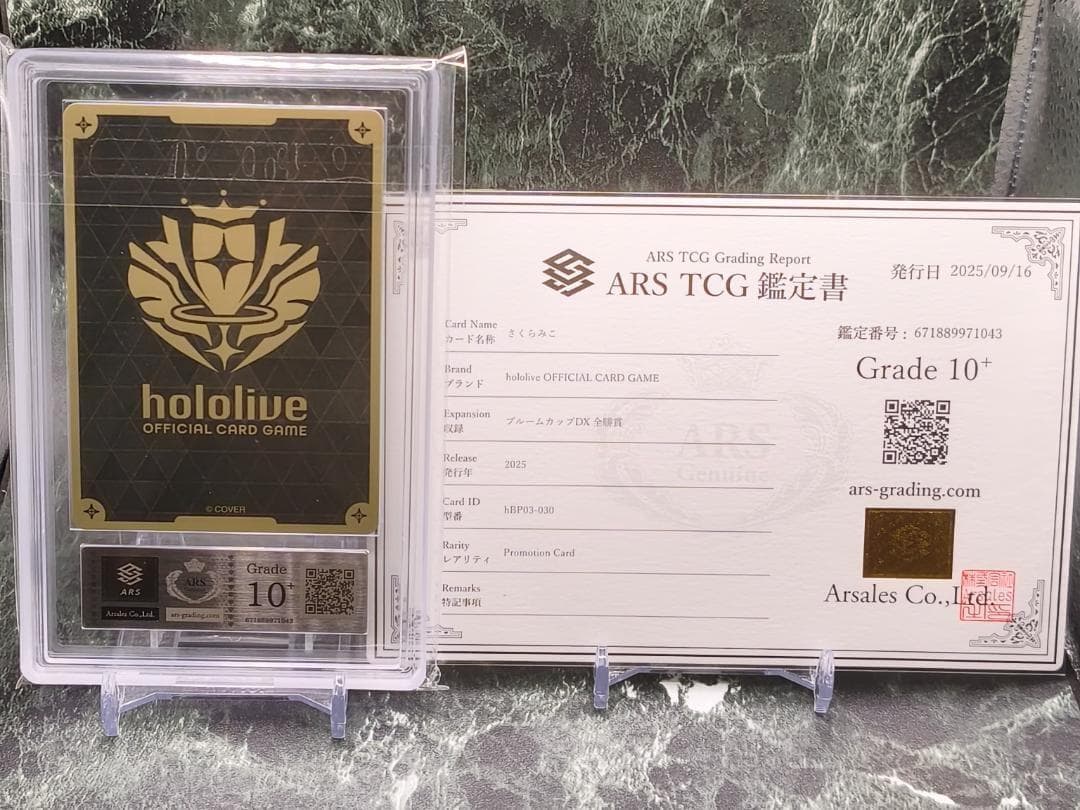 hololive
OFFICIAL CARD GAME
© COVER
ARS
Arsales Co.,Ltd.
ARS
ars-grading.com
Grade
10+
671889971043
ARS TCG Grading Report
ARS TCG 鑑定書
発行日 2025/09/16
鑑定番号 : 671889971043
Grade 10+
ars-grading.com
Arsales Co.,Ltd.
Card Name
カード名称 さくらみこ
Brand
ブランド hololive OFFICIAL CARD GAME
Expansion
収録 ブルームカップDX 全勝賞
Release
発行年 2025
Card ID
型番 hBP03-030
Rarity
レアリティ Promotion Card
Remarks
特記事項
ARS
Genuine